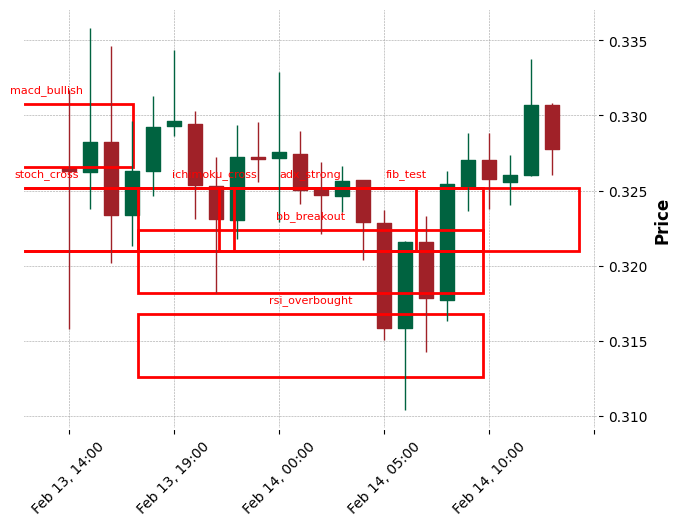 0.335
macd_bullish
0.330
stoch_cross ichimoku_cross adx_strong fib_test
0.325
bb_breakout
Price
0.320
rsi_overbought
0.315
0.310
Feb 13, 14:00 Feb 13, 19:00 Feb 14, 00:00 Feb 14, 05:00 Feb 14, 10:00